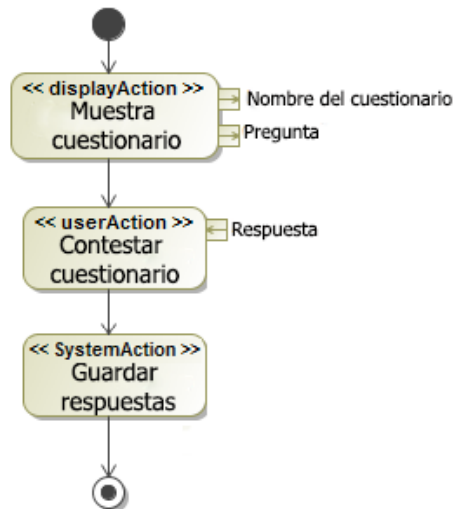 << displayAction >>
Muestra
cuestionario
Nombre del cuestionario
Pregunta
<< userAction >>
Contestar
cuestionario
Respuesta
<< SystemAction >>
Guardar
respuestas